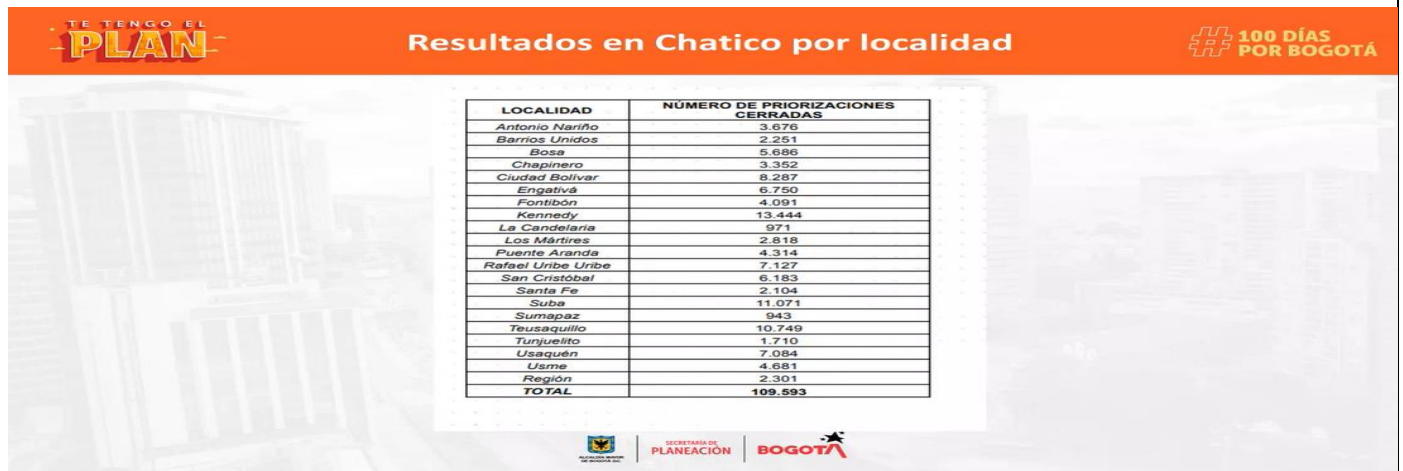 TE TENGO EL
PLAN
Resultados en Chatico por localidad
# 100 DÍAS
POR BOGOTÁ
LOCALIDAD NÚMERO DE PRIORIZACIONES
CERRADAS
Antonio Nariño 3.676
Barrios Unidos 2.251
Bosa 5.686
Chapinero 3.352
Ciudad Bolívar 8.287
Engativá 6.750
Fontibón 4.091
Kennedy 13.444
La Candelaria 971
Los Mártires 2.818
Puente Aranda 4.314
Rafael Uribe Uribe 7.127
San Cristóbal 6.183
Santa Fe 2.104
Suba 11.071
Sumapaz 943
Teusaquillo 10.749
Tunjuelito 1.710
Usaquén 7.084
Usme 4.681
Región 2.301
TOTAL 109.593
ALCALDÍA MAYOR
DE BOGOTÁ D.C.
SECRETARÍA DE
PLANEACIÓN
BOGOTÁ